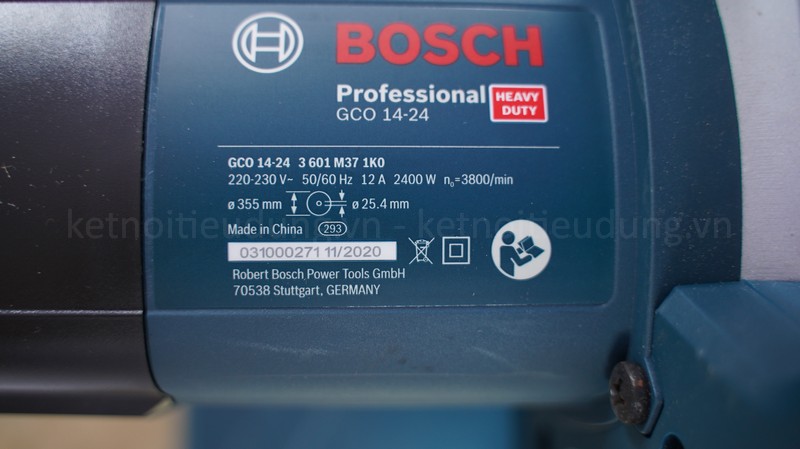 BOSCH
Professional HEAVY DUTY
GCO 14-24
GCO 14-24 3 601 M37 1K0
220-230 V~ 50/60 Hz 12 A 2400 W n₀=3800/min
ø 355 mm ø 25.4 mm
ketnoitieudung.vn - ketnoitieudung.vn
Made in China 293
031000271 11/2020
Robert Bosch Power Tools GmbH
70538 Stuttgart, GERMANY